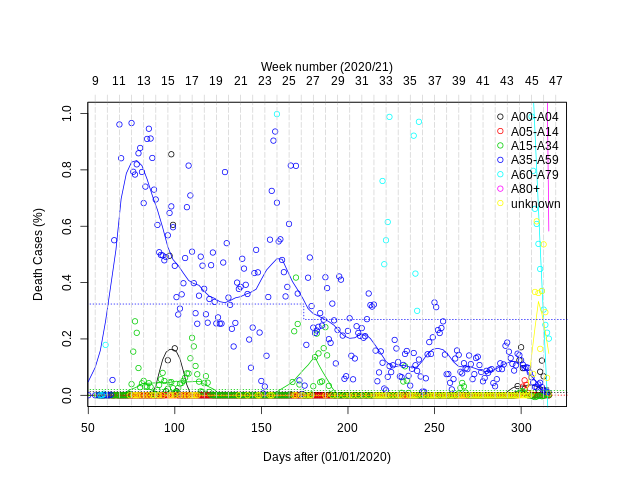 Week number (2020/21)
9 11 13 15 17 19 21 23 25 27 29 31 33 35 37 39 41 43 45 47
1.0
0.8
0.6
0.4
0.2
0.0
Death Cases (%)
A00-A04
A05-A14
A15-A34
A35-A59
A60-A79
A80+
unknown
50 100 150 200 250 300
Days after (01/01/2020)